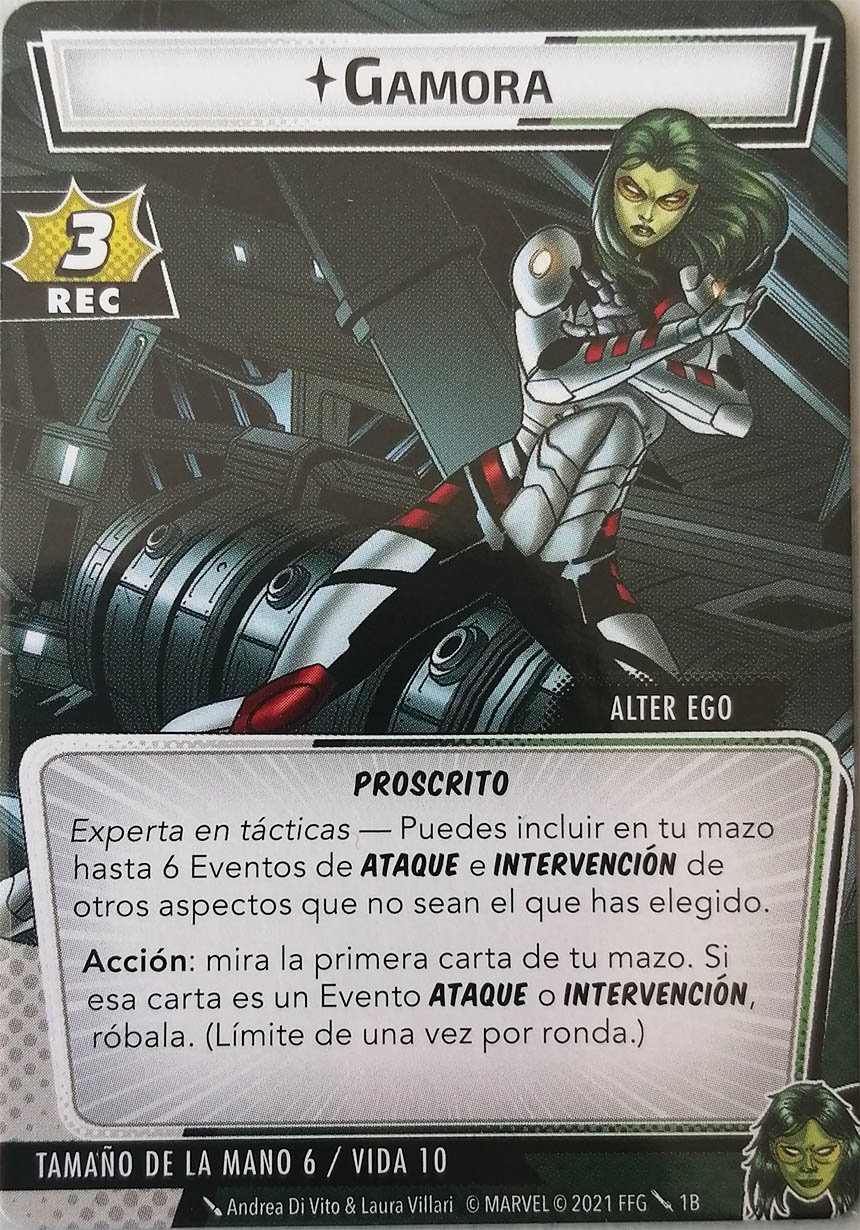 GAMORA
3
REC
ALTER EGO
PROSCRITO
Experta en tácticas — Puedes incluir en tu mazo
hasta 6 Eventos de ATAQUE e INTERVENCIÓN de
otros aspectos que no sean el que has elegido.
Acción: mira la primera carta de tu mazo. Si
esa carta es un Evento ATAQUE o INTERVENCIÓN,
róbala. (Límite de una vez por ronda.)
TAMAÑO DE LA MANO 6 / VIDA 10
Andrea Di Vito & Laura Villari © MARVEL © 2021 FFG 1B